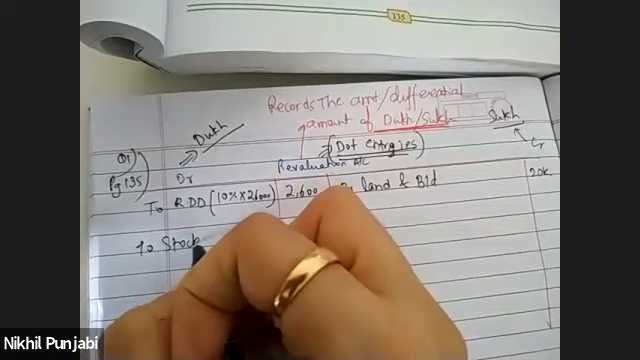 135
Records The amt/differential
amount of Dukh/Sukh
Sukh
Dukh
(Dot entries)
Cr
Q1)
Pg 135
Dr
Revaluation A/c
To RDD (10% X 26000) 2,600 By land & Bld 20k
To Stock
Nikhil Punjabi